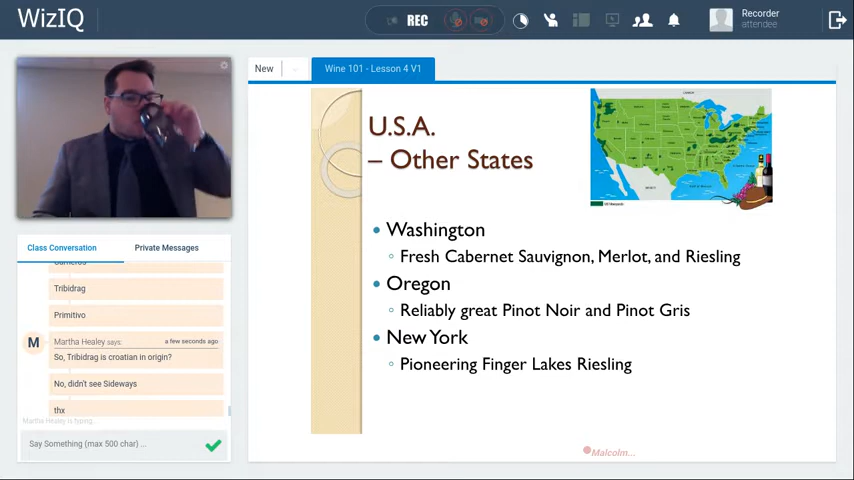 WizIQ
REC
Recorder
attendee
New
Wine 101 - Lesson 4 V1
U.S.A.
– Other States
Washington
Fresh Cabernet Sauvignon, Merlot, and Riesling
Oregon
Reliably great Pinot Noir and Pinot Gris
New York
Pioneering Finger Lakes Riesling
Malcolm...
Class Conversation
Private Messages
Tribidrag
Primitivo
M
Martha Healey says:
a few seconds ago
So, Tribidrag is croatian in origin?
No, didn't see Sideways
thx
Martha Healey is typing...
Say Something (max 500 char) ...